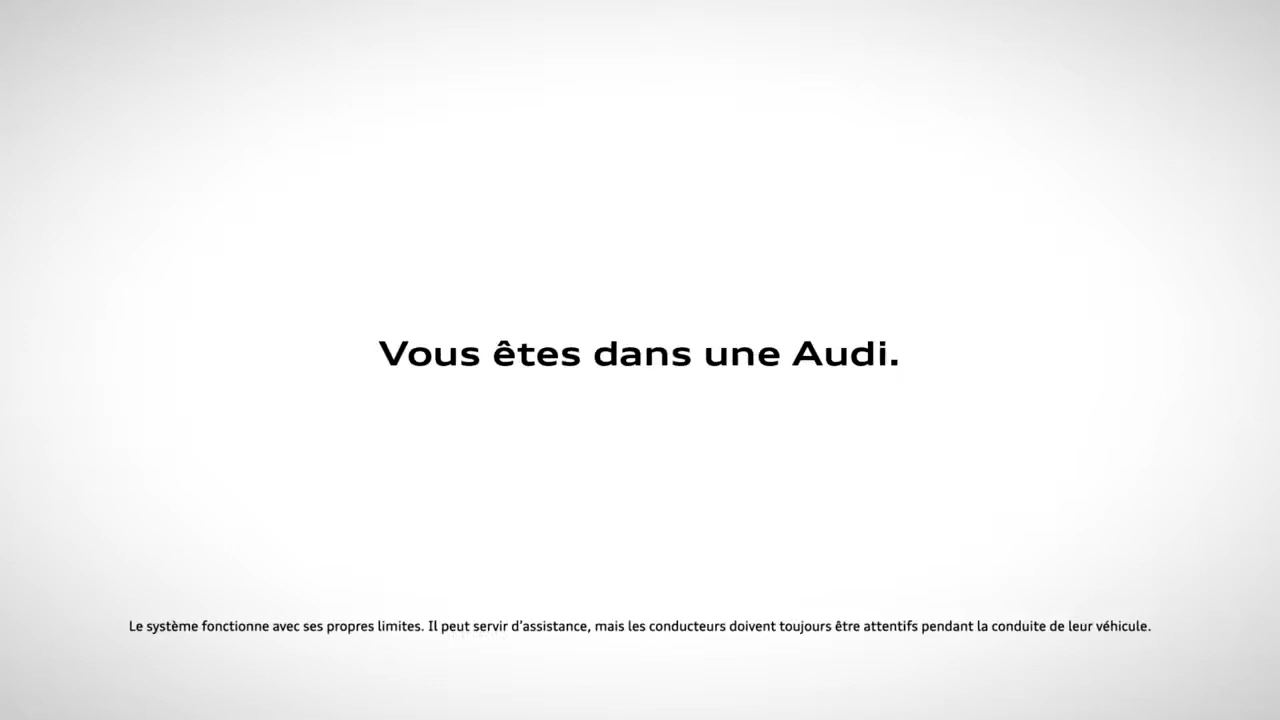 Vous êtes dans une Audi.
Le système fonctionne avec ses propres limites. Il peut servir d'assistance, mais les conducteurs doivent toujours être attentifs pendant la conduite de leur véhicule.